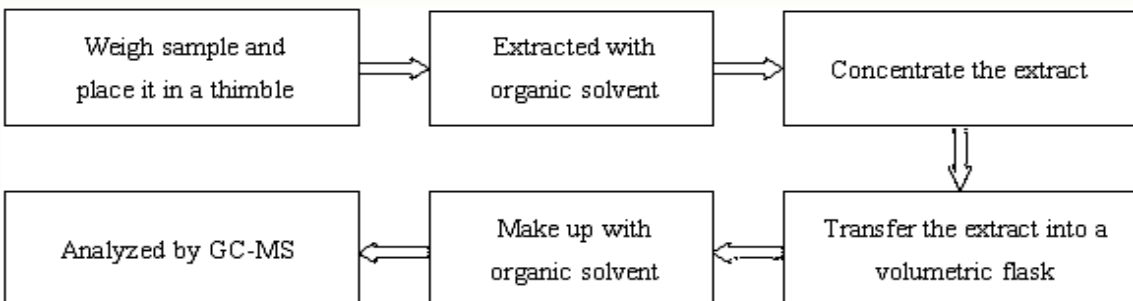 Weigh sample and
place it in a thimble
Extracted with
organic solvent
Concentrate the extract
Transfer the extract into a
volumetric flask
Make up with
organic solvent
Analyzed by GC-MS